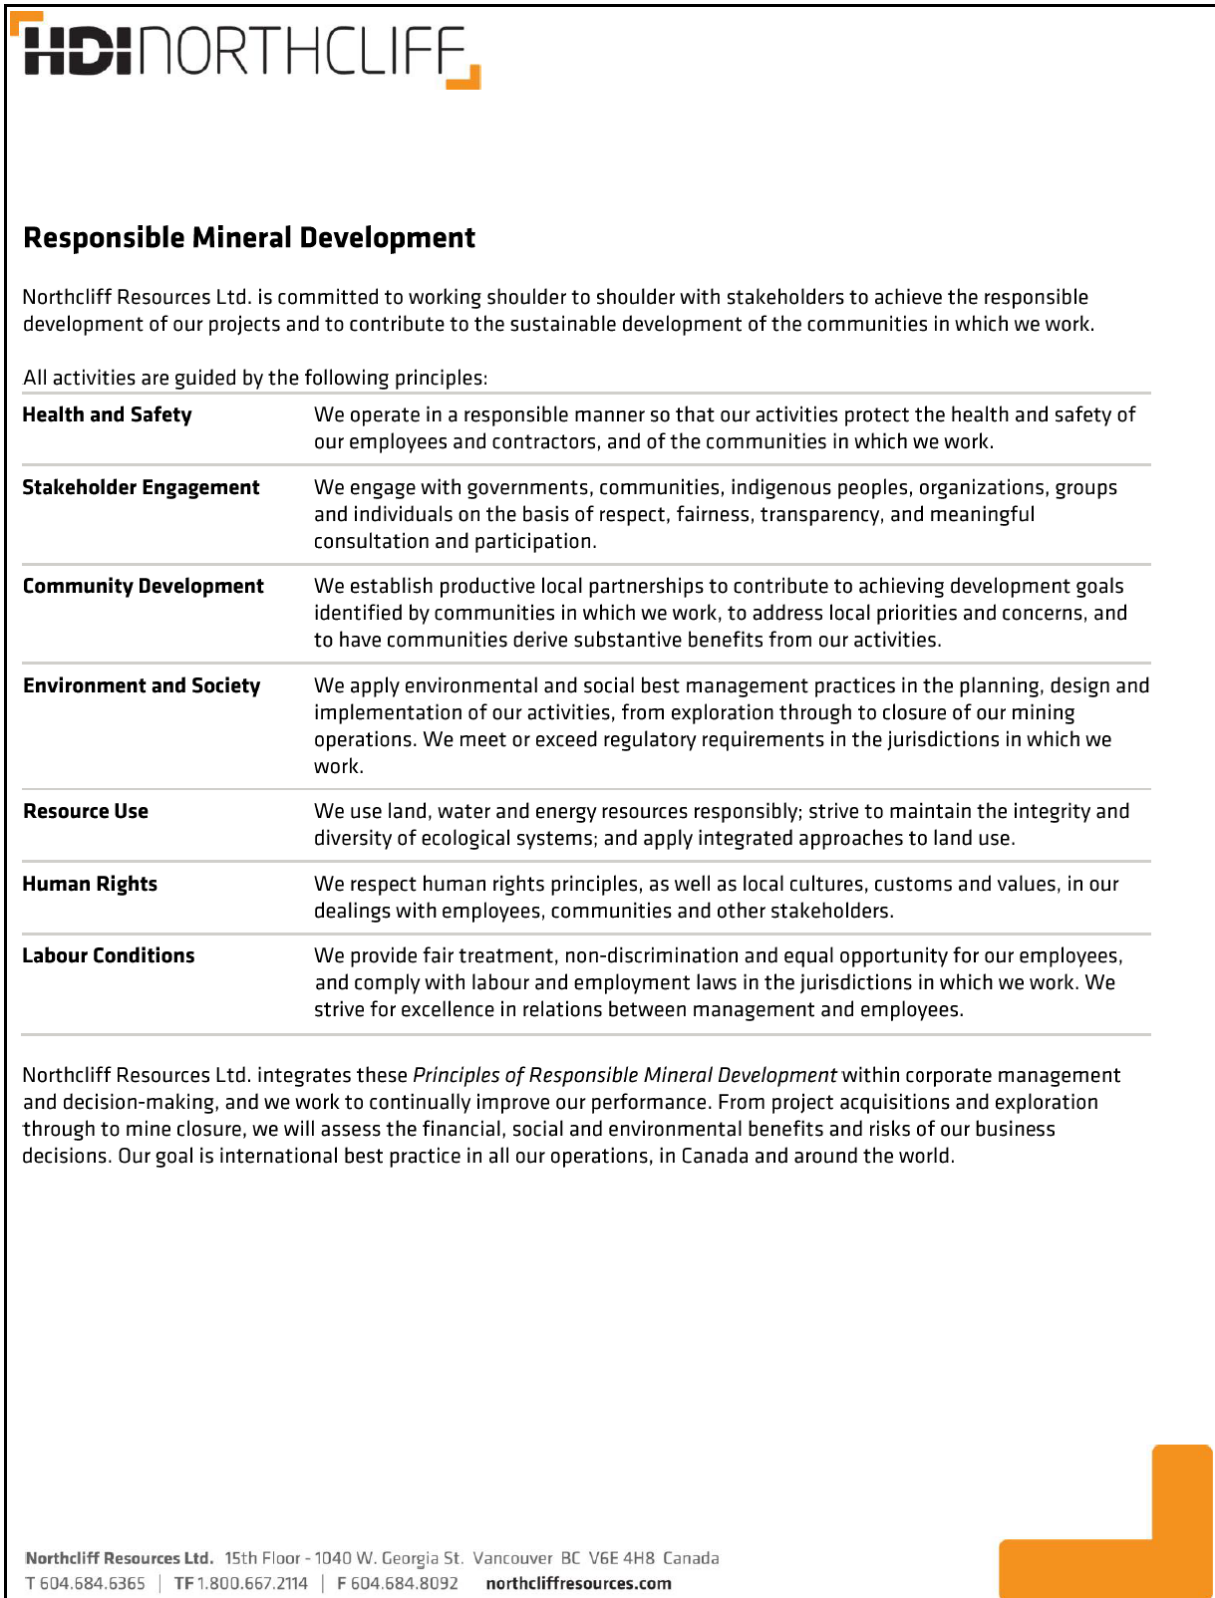 HDINORTHCLIFF
Responsible Mineral Development
Northcliff Resources Ltd. is committed to working shoulder to shoulder with stakeholders to achieve the responsible
development of our projects and to contribute to the sustainable development of the communities in which we work.
All activities are guided by the following principles:
Health and Safety We operate in a responsible manner so that our activities protect the health and safety of
our employees and contractors, and of the communities in which we work.
Stakeholder Engagement We engage with governments, communities, indigenous peoples, organizations, groups
and individuals on the basis of respect, fairness, transparency, and meaningful
consultation and participation.
Community Development We establish productive local partnerships to contribute to achieving development goals
identified by communities in which we work, to address local priorities and concerns, and
to have communities derive substantive benefits from our activities.
Environment and Society We apply environmental and social best management practices in the planning, design and
implementation of our activities, from exploration through to closure of our mining
operations. We meet or exceed regulatory requirements in the jurisdictions in which we
work.
Resource Use We use land, water and energy resources responsibly; strive to maintain the integrity and
diversity of ecological systems; and apply integrated approaches to land use.
Human Rights We respect human rights principles, as well as local cultures, customs and values, in our
dealings with employees, communities and other stakeholders.
Labour Conditions We provide fair treatment, non-discrimination and equal opportunity for our employees,
and comply with labour and employment laws in the jurisdictions in which we work. We
strive for excellence in relations between management and employees.
Northcliff Resources Ltd. integrates these Principles of Responsible Mineral Development within corporate management
and decision-making, and we work to continually improve our performance. From project acquisitions and exploration
through to mine closure, we will assess the financial, social and environmental benefits and risks of our business
decisions. Our goal is international best practice in all our operations, in Canada and around the world.
Northcliff Resources Ltd. 15th Floor - 1040 W. Georgia St. Vancouver BC V6E 4H8 Canada
T 604.684.6365 | TF 1.800.667.2114 | F 604.684.8092 northcliffresources.com